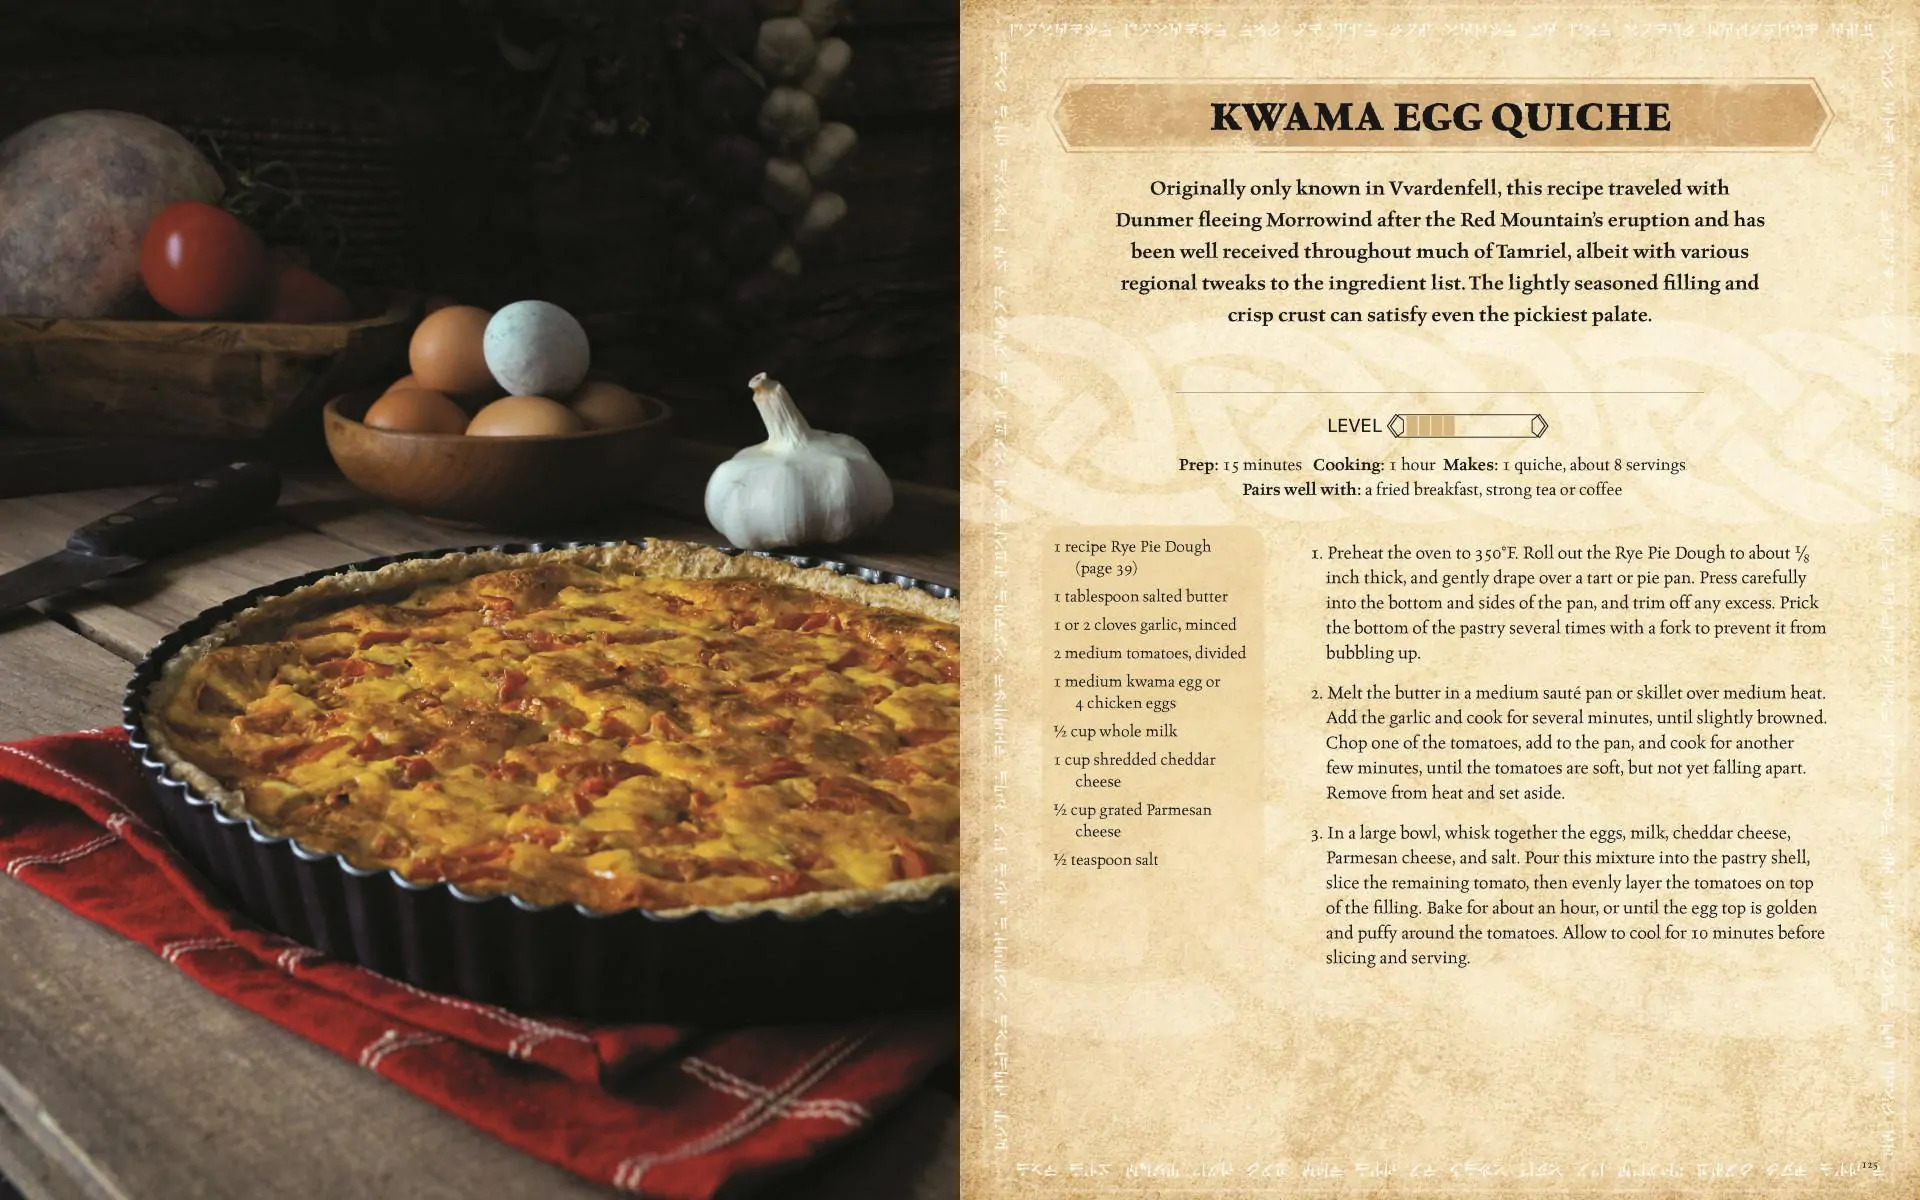 KWAMA EGG QUICHE
Originally only known in Vvardenfell, this recipe traveled with
Dunmer fleeing Morrowind after the Red Mountain's eruption and has
been well received throughout much of Tamriel, albeit with various
regional tweaks to the ingredient list. The lightly seasoned filling and
crisp crust can satisfy even the pickiest palate.
LEVEL
Prep: 15 minutes Cooking: 1 hour Makes: 1 quiche, about 8 servings
Pairs well with: a fried breakfast, strong tea or coffee
1 recipe Rye Pie Dough
(page 39)
1 tablespoon salted butter
1 or 2 cloves garlic, minced
2 medium tomatoes, divided
1 medium kwama egg or
4 chicken eggs
½ cup whole milk
1 cup shredded cheddar
cheese
½ cup grated Parmesan
cheese
½ teaspoon salt
1. Preheat the oven to 350°F. Roll out the Rye Pie Dough to about ⅛
inch thick, and gently drape over a tart or pie pan. Press carefully
into the bottom and sides of the pan, and trim off any excess. Prick
the bottom of the pastry several times with a fork to prevent it from
bubbling up.
2. Melt the butter in a medium sauté pan or skillet over medium heat.
Add the garlic and cook for several minutes, until slightly browned.
Chop one of the tomatoes, add to the pan, and cook for another
few minutes, until the tomatoes are soft, but not yet falling apart.
Remove from heat and set aside.
3. In a large bowl, whisk together the eggs, milk, cheddar cheese,
Parmesan cheese, and salt. Pour this mixture into the pastry shell,
slice the remaining tomato, then evenly layer the tomatoes on top
of the filling. Bake for about an hour, or until the egg top is golden
and puffy around the tomatoes. Allow to cool for 10 minutes before
slicing and serving.
125